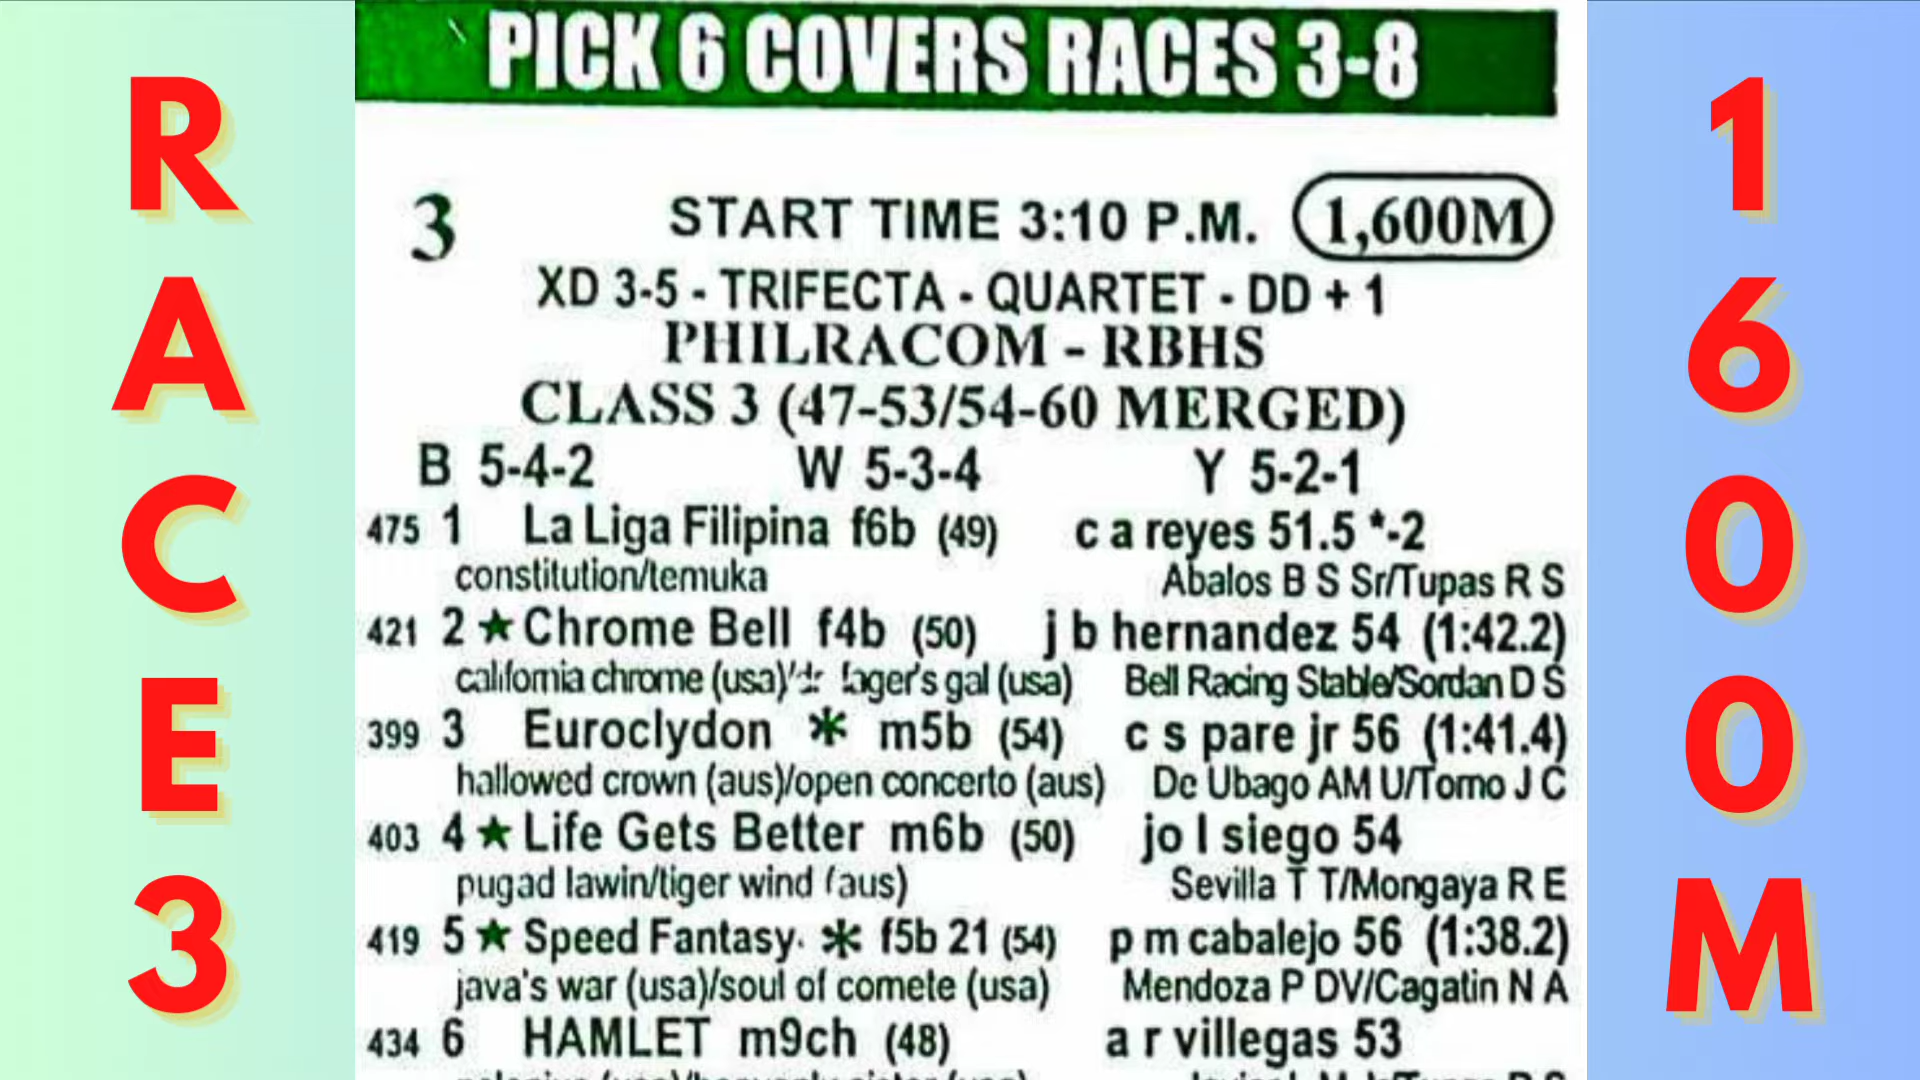 RACE 3
PICK 6 COVERS RACES 3-8
3 START TIME 3:10 P.M. 1,600M
XD 3-5 - TRIFECTA - QUARTET - DD + 1
PHILRACOM - RBHS
CLASS 3 (47-53/54-60 MERGED)
B 5-4-2 W 5-3-4 Y 5-2-1
475 1 La Liga Filipina f6b (49) c a reyes 51.5 *-2
constitution/temuka Abalos B S Sr/Tupas R S
421 2 ★ Chrome Bell f4b (50) j b hernandez 54 (1:42.2)
california chrome (usa)/ gal (usa) Bell Racing Stable/Sordan D S
399 3 Euroclydon * m5b (54) c s pare jr 56 (1:41.4)
hallowed crown (aus)/open concerto (aus) De Ubago AM U/Tomo J C
403 4 ★ Life Gets Better m6b (50) jo l siego 54
pugad lawin/tiger wind (aus) Sevilla T T/Mongaya R E
419 5 ★ Speed Fantasy * f5b 21 (54) p m cabalejo 56 (1:38.2)
java's war (usa)/soul of comete (usa) Mendoza P DV/Cagatin N A
434 6 HAMLET m9ch (48) a r villegas 53
1600M